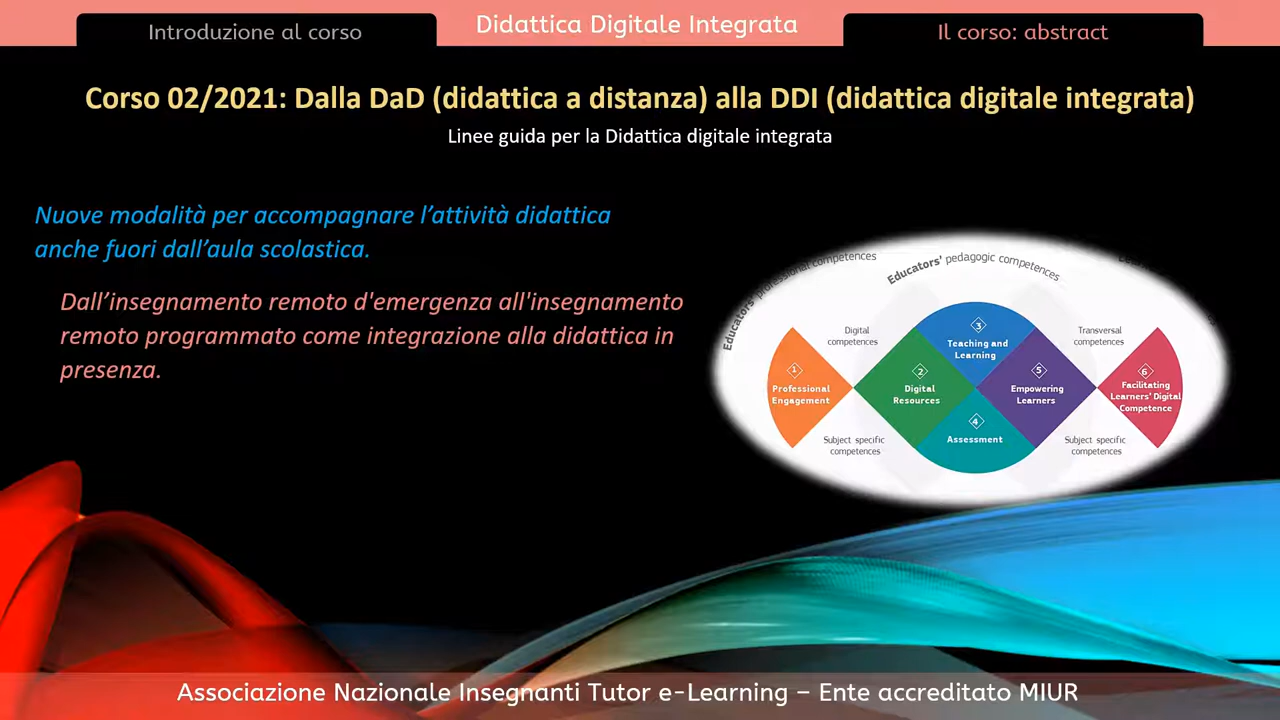 Introduzione al corso
Didattica Digitale Integrata
Il corso: abstract
Corso 02/2021: Dalla DaD (didattica a distanza) alla DDI (didattica digitale integrata)
Linee guida per la Didattica digitale integrata
Nuove modalità per accompagnare l’attività didattica
anche fuori dall’aula scolastica.
Dall’insegnamento remoto d'emergenza all'insegnamento
remoto programmato come integrazione alla didattica in
presenza.
Educators' professional competences
Educators' pedagogic competences
Digital
competences
Transversal
competences
1
Professional
Engagement
2
Digital
Resources
3
Teaching and
Learning
4
Assessment
5
Empowering
Learners
6
Facilitating
Learners' Digital
Competence
Subject specific
competences
Subject specific
competences
Associazione Nazionale Insegnanti Tutor e-Learning – Ente accreditato MIUR